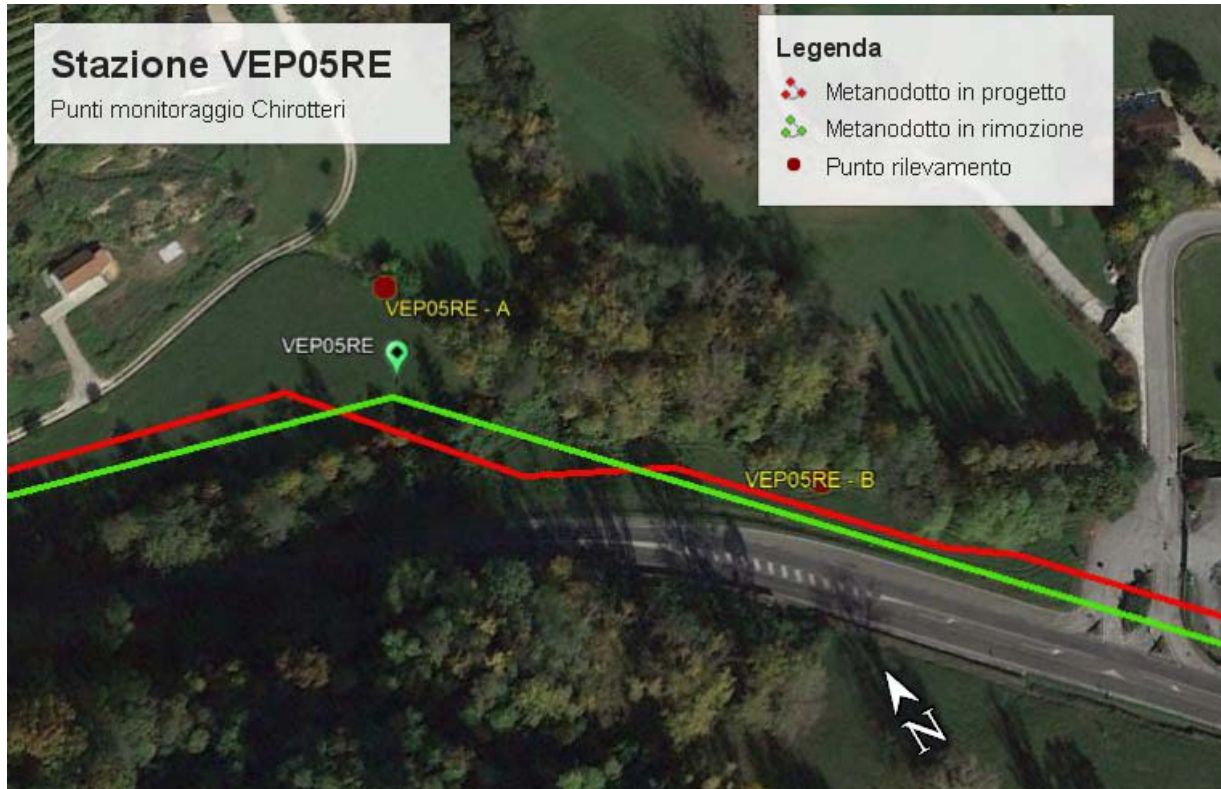 Stazione VEP05RE
Punti monitoraggio Chirotteri
Legenda
Metanodotto in progetto
Metanodotto in rimozione
Punto rilevamento
VEP05RE - A
VEP05RE
VEP05RE - B
N